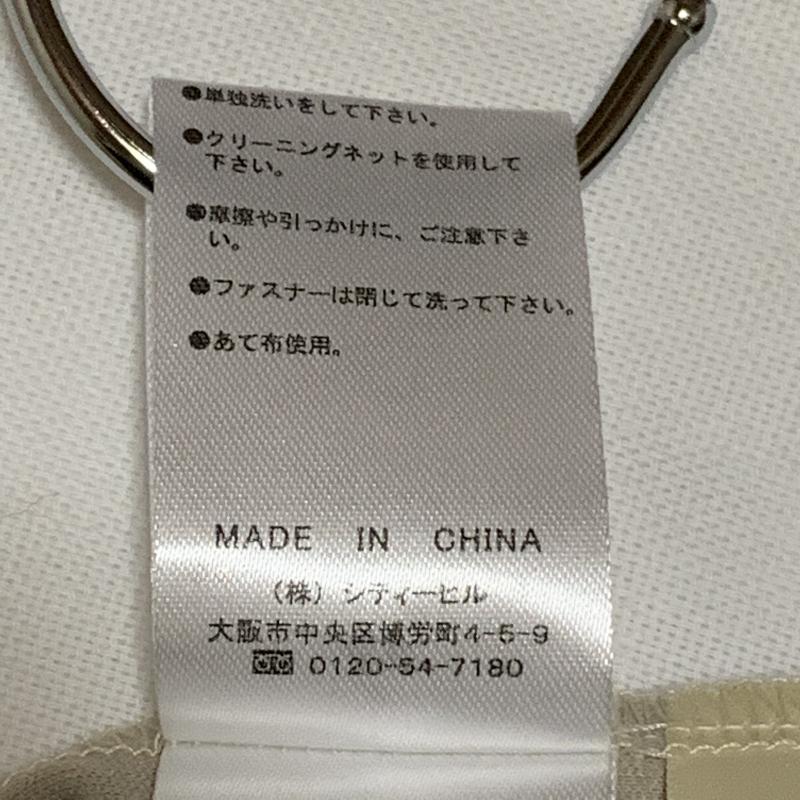 ●単独洗いをして下さい。
●クリーニングネットを使用して
下さい。
●摩擦や引っかけに、ご注意下さ
い。
●ファスナーは閉じて洗って下さい。
●あて布使用。
MADE IN CHINA
(株) シティーヒル
大阪市中央区博労町4-5-9
0120-54-7180